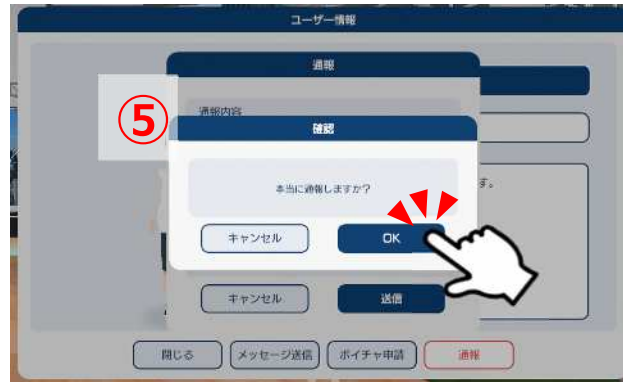 ユーザー情報
通報
⑤
通報内容
確認
本当に通報しますか？
す。
キャンセル
OK
キャンセル
送信
閉じる
メッセージ送信
ボイチャ申請
通報